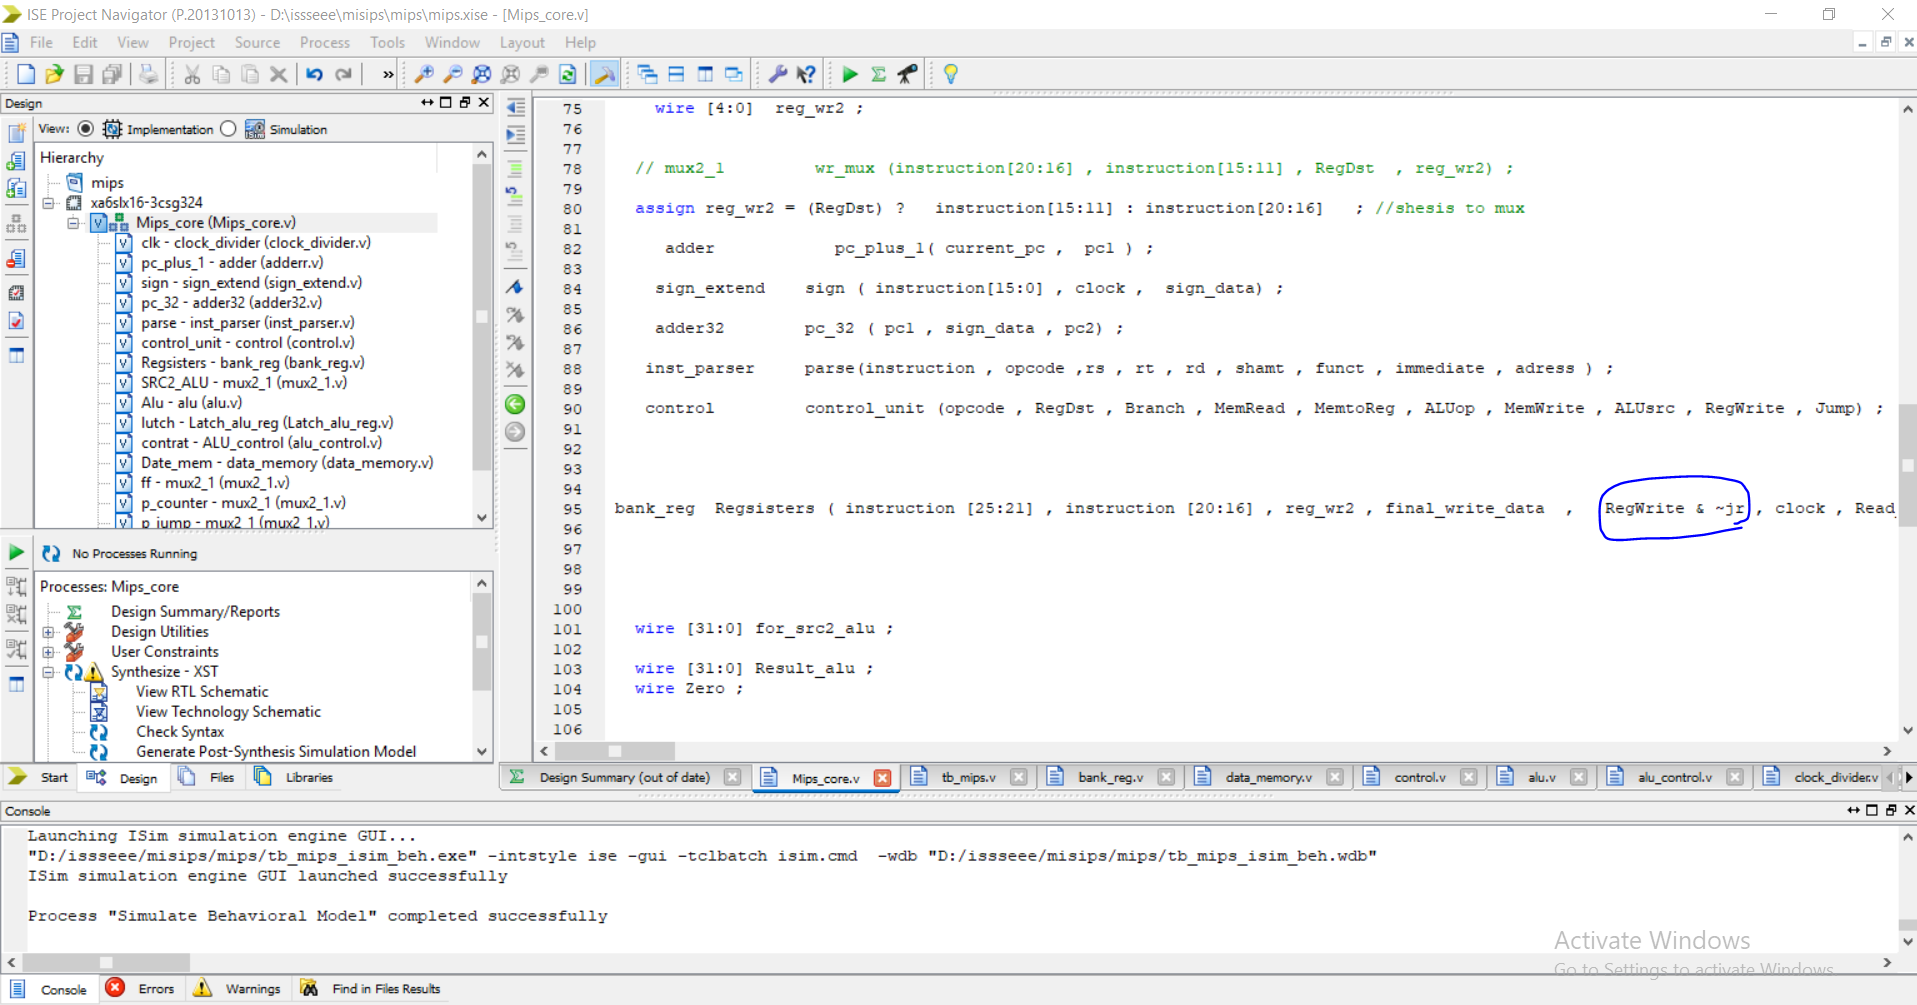 ISE Project Navigator (P.20131013) - D:\issseee\misips\mips\mips.xise - [Mips_core.v]
File Edit View Project Source Process Tools Window Layout Help
»
Design
View: Implementation Simulation
Hierarchy
mips
xa6slx16-3csg324
Mips_core (Mips_core.v)
clk - clock_divider (clock_divider.v)
pc_plus_1 - adder (adderr.v)
sign - sign_extend (sign_extend.v)
pc_32 - adder32 (adder32.v)
parse - inst_parser (inst_parser.v)
control_unit - control (control.v)
Regsisters - bank_reg (bank_reg.v)
SRC2_ALU - mux2_1 (mux2_1.v)
Alu - alu (alu.v)
lutch - Latch_alu_reg (Latch_alu_reg.v)
contrat - ALU_control (alu_control.v)
Date_mem - data_memory (data_memory.v)
ff - mux2_1 (mux2_1.v)
p_counter - mux2_1 (mux2_1.v)
p_jump - mux2_1 (mux2_1.v)
No Processes Running
Processes: Mips_core
Design Summary/Reports
Design Utilities
User Constraints
Synthesize - XST
View RTL Schematic
View Technology Schematic
Check Syntax
Generate Post-Synthesis Simulation Model
Start Design Files Libraries
75 wire [4:0] reg_wr2 ;
76
77
78 // mux2_1 wr_mux (instruction[20:16] , instruction[15:11] , RegDst , reg_wr2) ;
79
80 assign reg_wr2 = (RegDst) ? instruction[15:11] : instruction[20:16] ; //shesis to mux
81
82 adder pc_plus_1( current_pc , pc1 ) ;
83
84 sign_extend sign ( instruction[15:0] , clock , sign_data) ;
85
86 adder32 pc_32 ( pc1 , sign_data , pc2) ;
87
88 inst_parser parse(instruction , opcode ,rs , rt , rd , shamt , funct , immediate , adress ) ;
89
90 control control_unit (opcode , RegDst , Branch , MemRead , MemtoReg , ALUop , MemWrite , ALUsrc , RegWrite , Jump) ;
91
92
93
94
95 bank_reg Regsisters ( instruction [25:21] , instruction [20:16] , reg_wr2 , final_write_data , RegWrite & ~jr , clock , Read_
96
97
98
99
100
101 wire [31:0] for_src2_alu ;
102
103 wire [31:0] Result_alu ;
104 wire Zero ;
105
106
Design Summary (out of date) Mips_core.v tb_mips.v bank_reg.v data_memory.v control.v alu.v alu_control.v clock_divider.v
Console
Launching ISim simulation engine GUI...
"D:/issseee/misips/mips/tb_mips_isim_beh.exe" -intstyle ise -gui -tclbatch isim.cmd -wdb "D:/issseee/misips/mips/tb_mips_isim_beh.wdb"
ISim simulation engine GUI launched successfully
Process "Simulate Behavioral Model" completed successfully
Activate Windows
Go to Settings to activate Windows.
Console Errors Warnings Find in Files Results